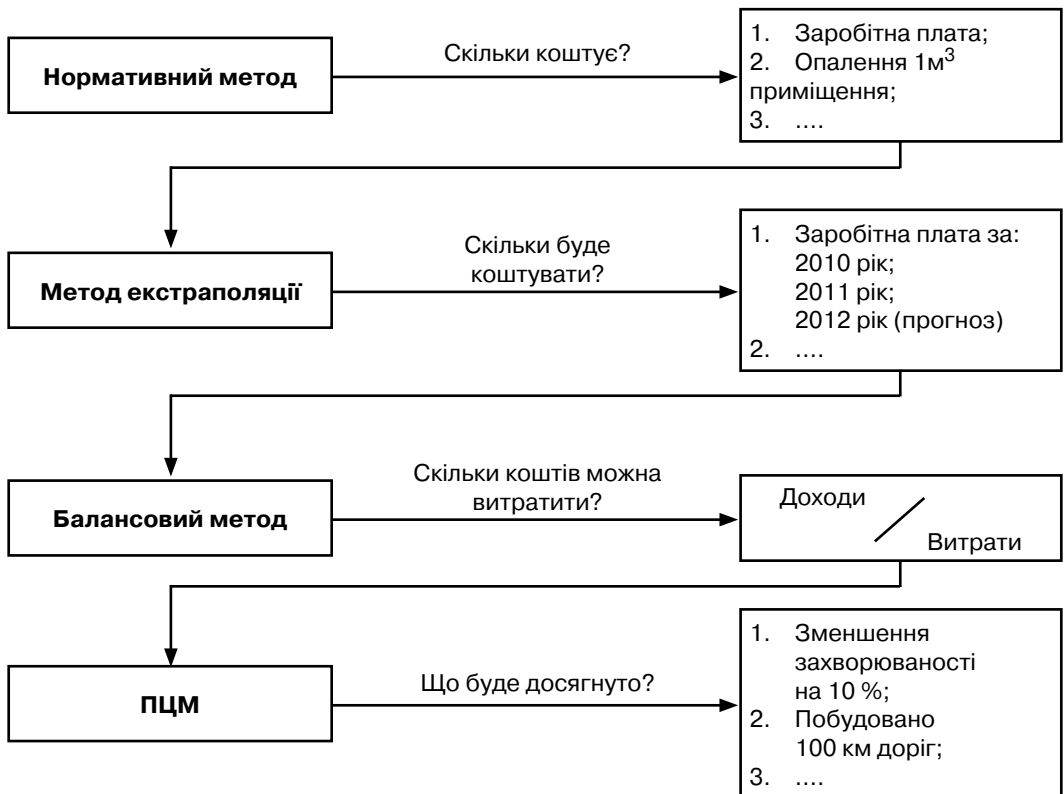 Нормативний метод
Скільки коштує?
1. Заробітна плата;
2. Опалення 1м³
приміщення;
3. ....
Метод екстраполяції
Скільки буде
коштувати?
1. Заробітна плата за:
2010 рік;
2011 рік;
2012 рік (прогноз)
2. ....
Балансовий метод
Скільки коштів можна
витратити?
Доходи
Витрати
ПЦМ
Що буде досягнуто?
1. Зменшення
захворюваності
на 10 %;
2. Побудовано
100 км доріг;
3. ....